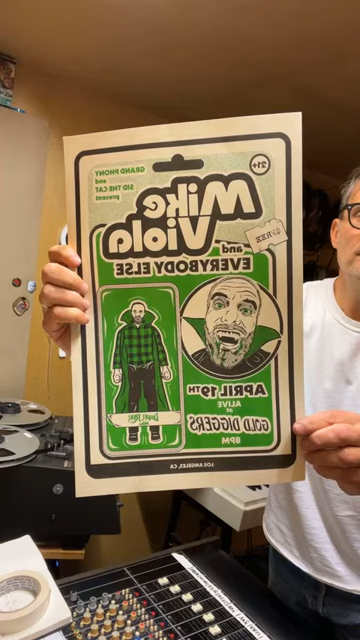 GRAND PHONY
and
SID THE CAT
present
21+
Mike
Viola
and
EVERYBODY ELSE
APRIL 19TH
ALIVE
at
GOLD DIGGERS
8PM
LOS ANGELES, CA